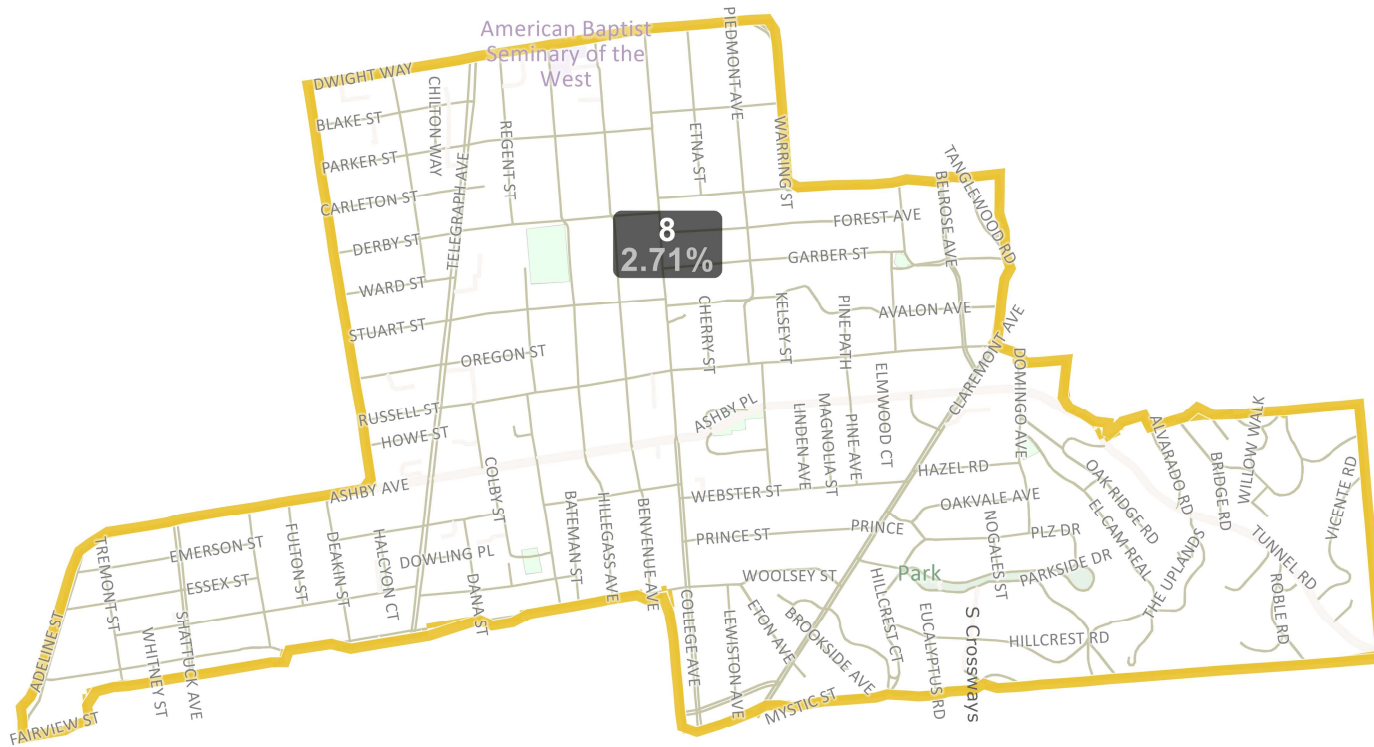 American Baptist
Seminary of the
West
PIEDMONT AVE
DWIGHT WAY
CHILTON WAY
BLAKE ST
REGENT ST
ETNA ST
WARRING ST
PARKER ST
TELEGRAPH AVE
TANGLEWOOD RD
BELROSE AVE
CARLETON ST
FOREST AVE
8
2.71%
DERBY ST
GARBER ST
WARD ST
CHERRY ST
KELSEY ST
PINE PATH
AVALON AVE
STUART ST
OREGON ST
CLAREMONT AVE
DOMINGO AVE
ELMWOOD CT
RUSSELL ST
HOWE ST
ASHBY PL
LINDEN AVE
MAGNOLIA ST
PINE AVE
ALVARADO RD
BRIDGE RD
WILLOW WALK
VICENTE RD
HAZEL RD
OAK RIDGE RD
ASHBY AVE
COLBY ST
WEBSTER ST
OAKVALE AVE
EL CAM REAL
BATEMAN ST
HILLEGASS AVE
BENVENUE AVE
PRINCE ST
PRINCE
NOGALES ST
PLZ DR
THE UPLANDS
TUNNEL RD
TREMONT ST
EMERSON ST
FULTON ST
DEAKIN ST
HALCYON CT
DOWLING PL
DANA ST
ESSEX ST
WOOLSEY ST
Park
PARKSIDE DR
ROBLE RD
ADELINE ST
WHITNEY ST
SHATTUCK AVE
COLLEGE AVE
LEWISTON AVE
ETON AVE
BROOKSIDE AVE
HILLCREST CT
EUCALYPTUS RD
S Crossways
HILLCREST RD
MYSTIC ST
FAIRVIEW ST